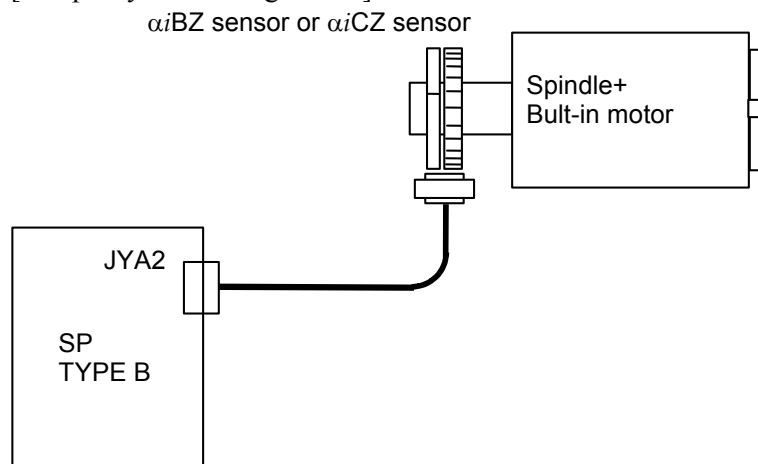 αiBZ sensor or αiCZ sensor
Spindle+
Bult-in motor
JYA2
SP
TYPE B